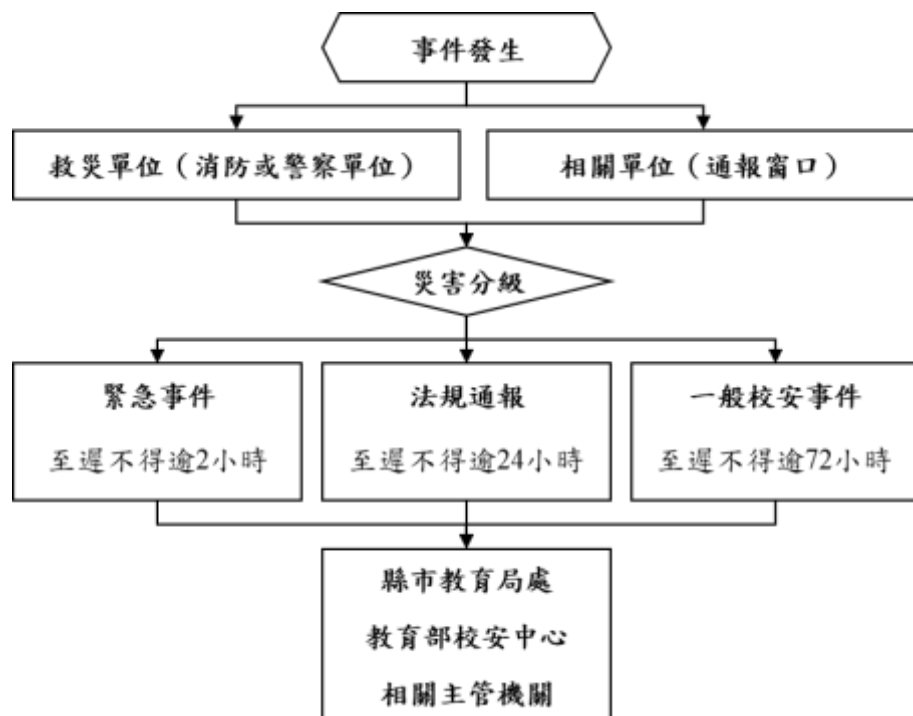 事件發生
救災單位（消防或警察單位）
相關單位（通報窗口）
災害分級
緊急事件
至遲不得逾2小時
法規通報
至遲不得逾24小時
一般校安事件
至遲不得逾72小時
縣市教育局處
教育部校安中心
相關主管機關